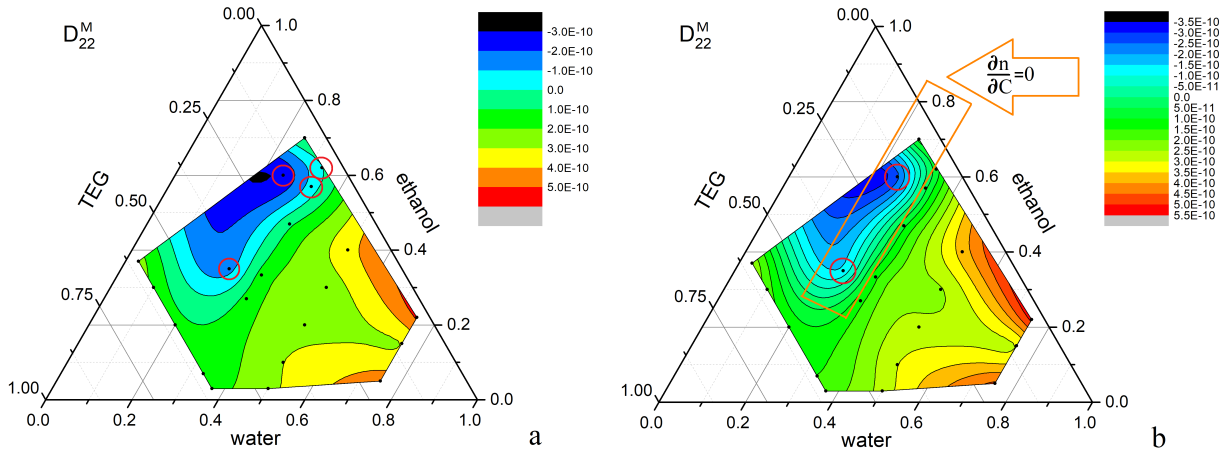 D22^M
0.00
1.0
0.25
0.8
TEG
0.50
0.6
ethanol
0.75
0.4
0.2
1.00
0.0
0.0
0.2
0.4
0.6
0.8
1.0
water
a
-3.0E-10
-2.0E-10
-1.0E-10
0.0
1.0E-10
2.0E-10
3.0E-10
4.0E-10
5.0E-10
D22^M
∂n/∂C=0
0.00
1.0
0.25
0.8
TEG
0.50
0.6
ethanol
0.75
0.4
0.2
1.00
0.0
0.0
0.2
0.4
0.6
0.8
1.0
water
b
-3.5E-10
-3.0E-10
-2.5E-10
-1.5E-10
-1.0E-10
-5.0E-11
0.0
5.0E-11
1.0E-10
1.5E-10
2.0E-10
2.5E-10
3.0E-10
3.5E-10
4.0E-10
4.5E-10
5.0E-10
5.5E-10